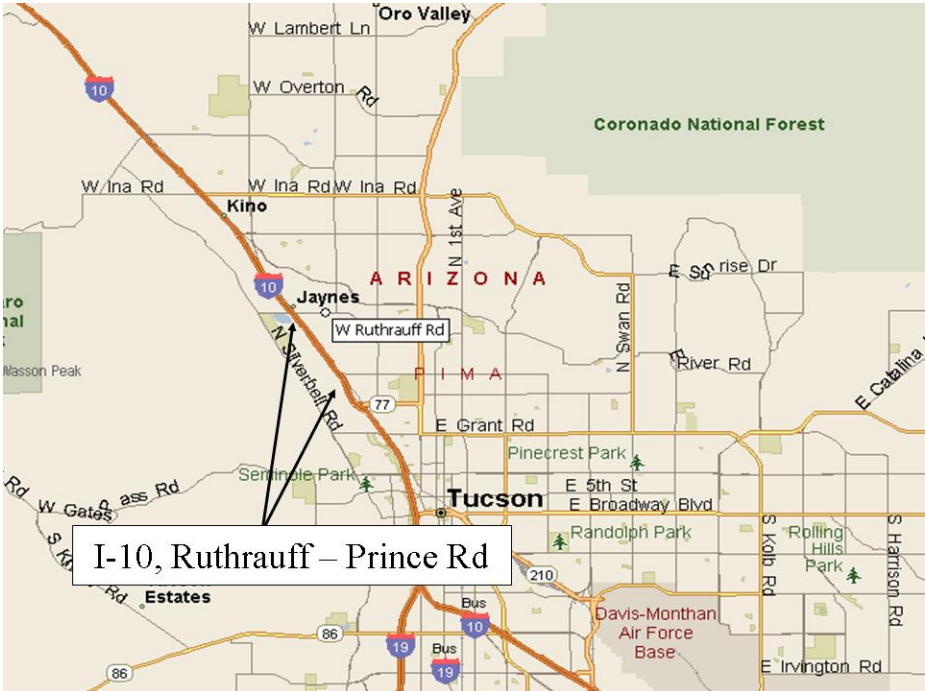 Oro Valley
W Lambert Ln
10
W Overton Rd
Coronado National Forest
W Ina Rd
W Ina Rd
W Ina Rd
Kino
N 1st Ave
E Su rise Dr
10
ARIZONA
Jaynes
aro
nal
W Ruthrauff Rd
N Swan Rd
N Silverbell Rd
E River Rd
Wasson Peak
PIMA
E Catalina
77
E Grant Rd
Pinecrest Park
Seminole Park
E 5th St
Tucson
E Broadway Blvd
Rd
W Gates Pass Rd
Randolph Park
S Kolb Rd
Rolling
Hills
Park
S Harrison Rd
I-10, Ruthrauff – Prince Rd
S K Rd
210
Estates
Bus
10
Davis-Monthan
Air Force
Base
86
19
Bus
19
86
E Irvington Rd